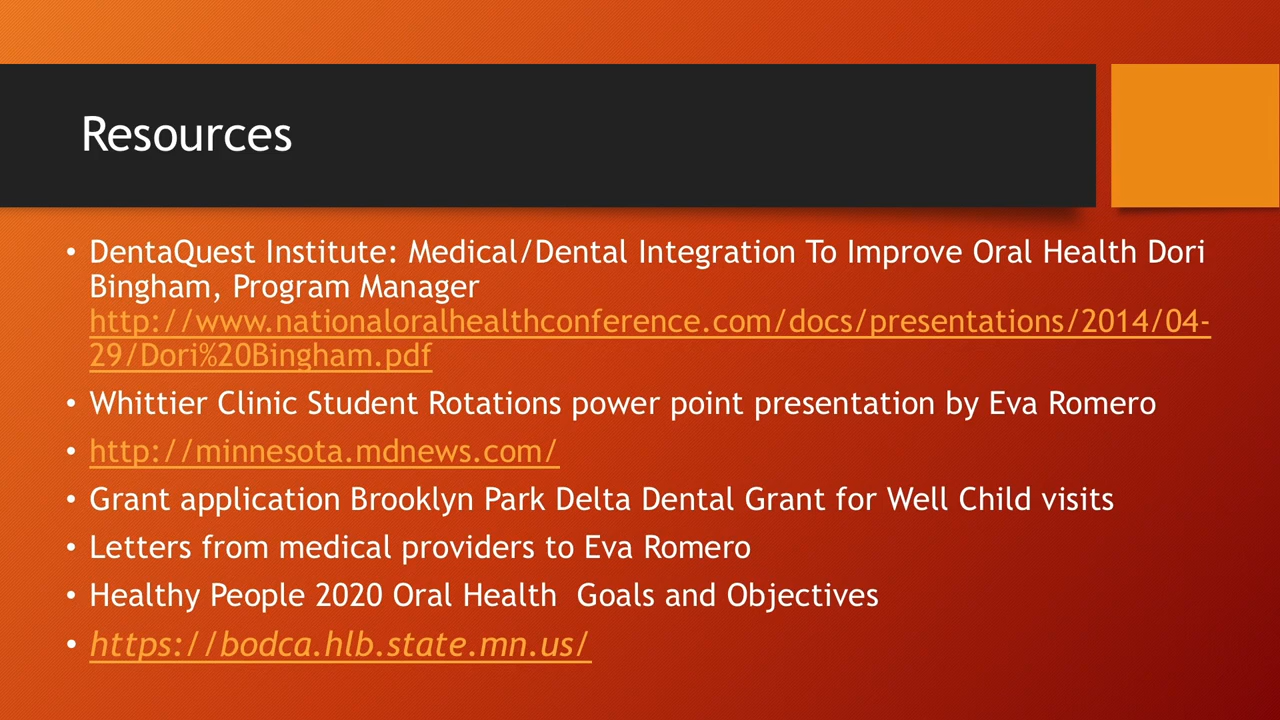 Resources
• DentaQuest Institute: Medical/Dental Integration To Improve Oral Health Dori
Bingham, Program Manager
http://www.nationaloralhealthconference.com/docs/presentations/2014/04-
29/Dori%20Bingham.pdf
• Whittier Clinic Student Rotations power point presentation by Eva Romero
• http://minnesota.mdnews.com/
• Grant application Brooklyn Park Delta Dental Grant for Well Child visits
• Letters from medical providers to Eva Romero
• Healthy People 2020 Oral Health  Goals and Objectives
• https://bodca.hlb.state.mn.us/